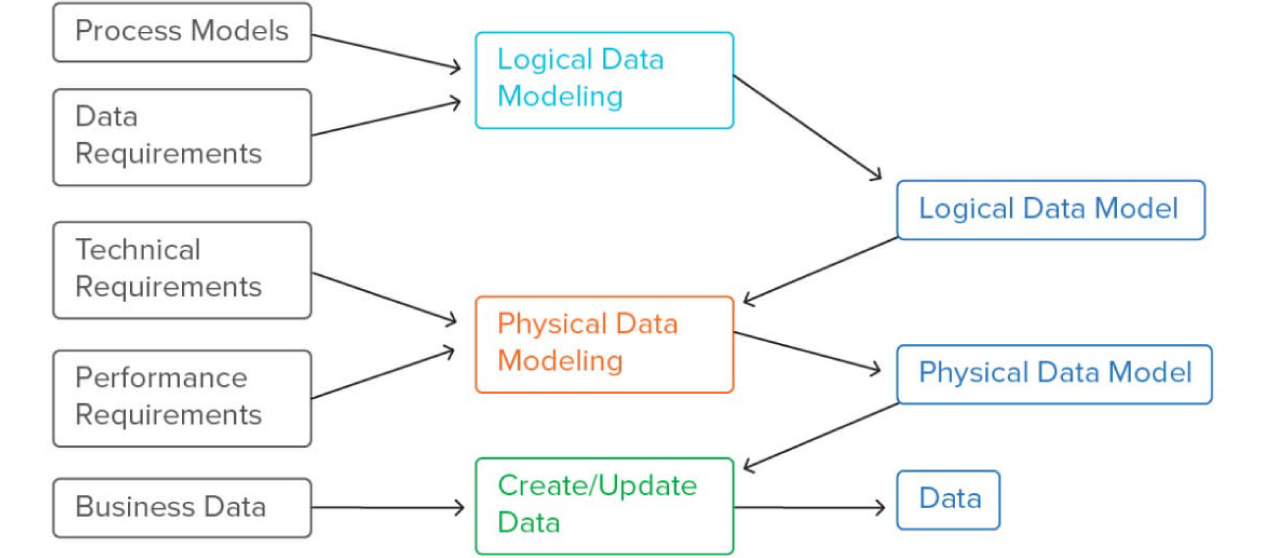 Process Models
Data
Requirements
Technical
Requirements
Performance
Requirements
Business Data
Logical Data
Modeling
Physical Data
Modeling
Create/Update
Data
Logical Data Model
Physical Data Model
Data